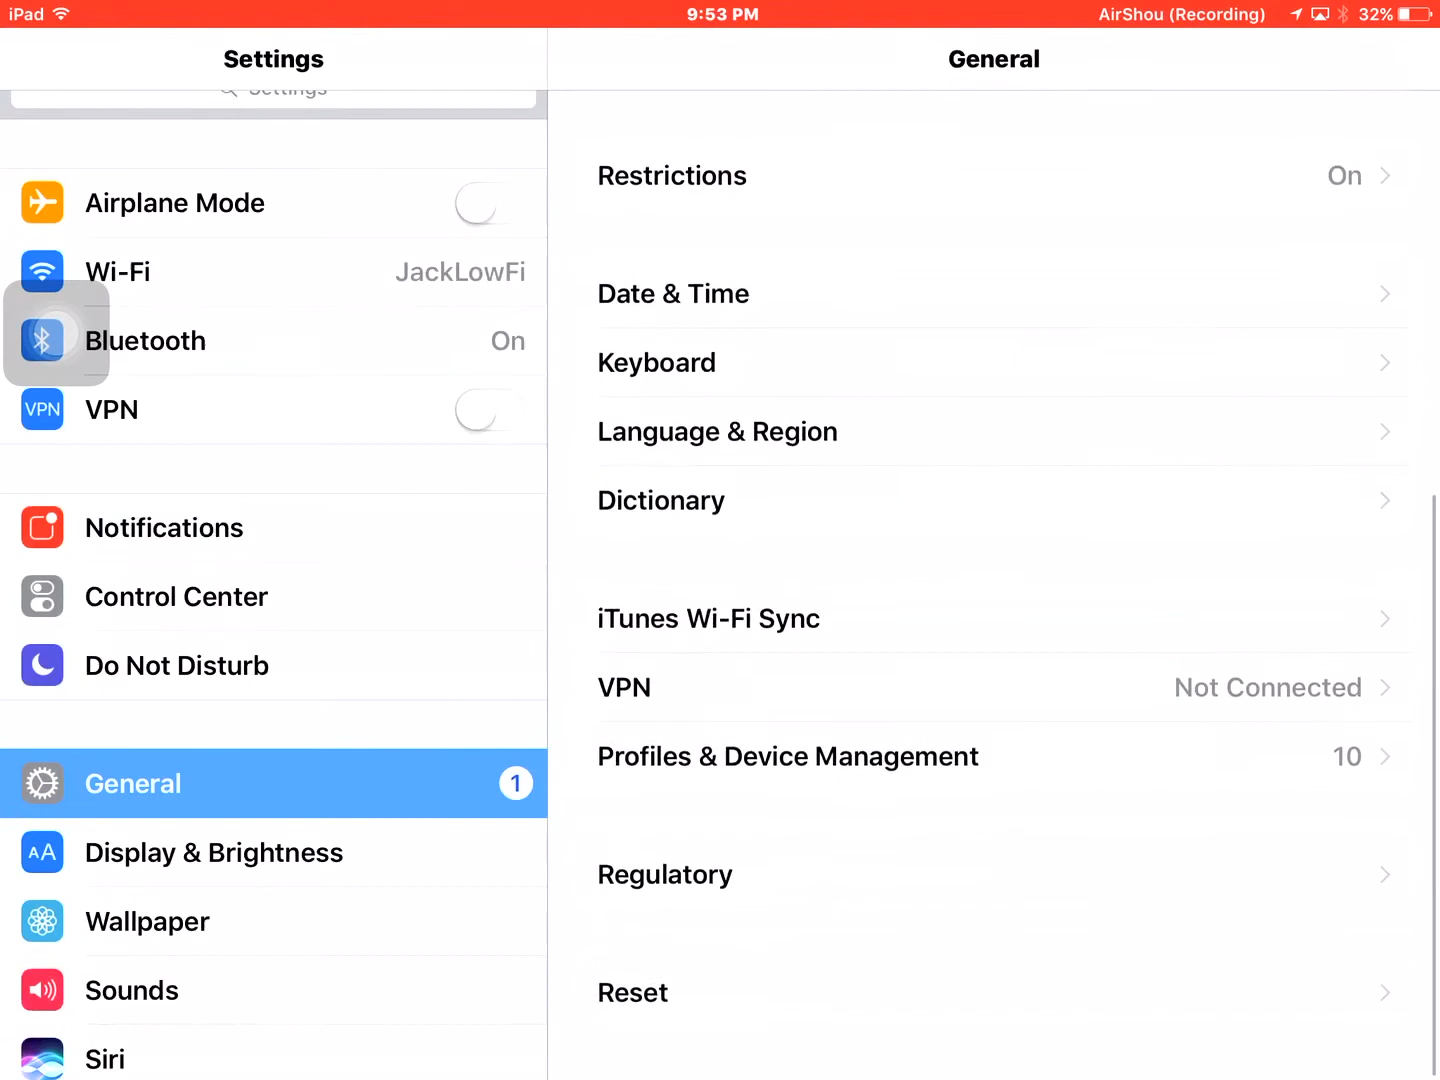 iPad 9:53 PM AirShou (Recording) 32%
Settings
General
Settings
Airplane Mode
Wi-Fi JackLowFi
Bluetooth On
VPN VPN
Notifications
Control Center
Do Not Disturb
General 1
AA Display & Brightness
Wallpaper
Sounds
Siri
Restrictions On
Date & Time
Keyboard
Language & Region
Dictionary
iTunes Wi-Fi Sync
VPN Not Connected
Profiles & Device Management 10
Regulatory
Reset